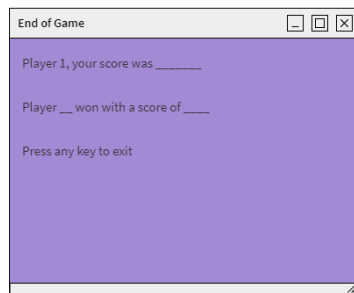 End of Game
Player 1, your score was _______
Player __ won with a score of ____
Press any key to exit